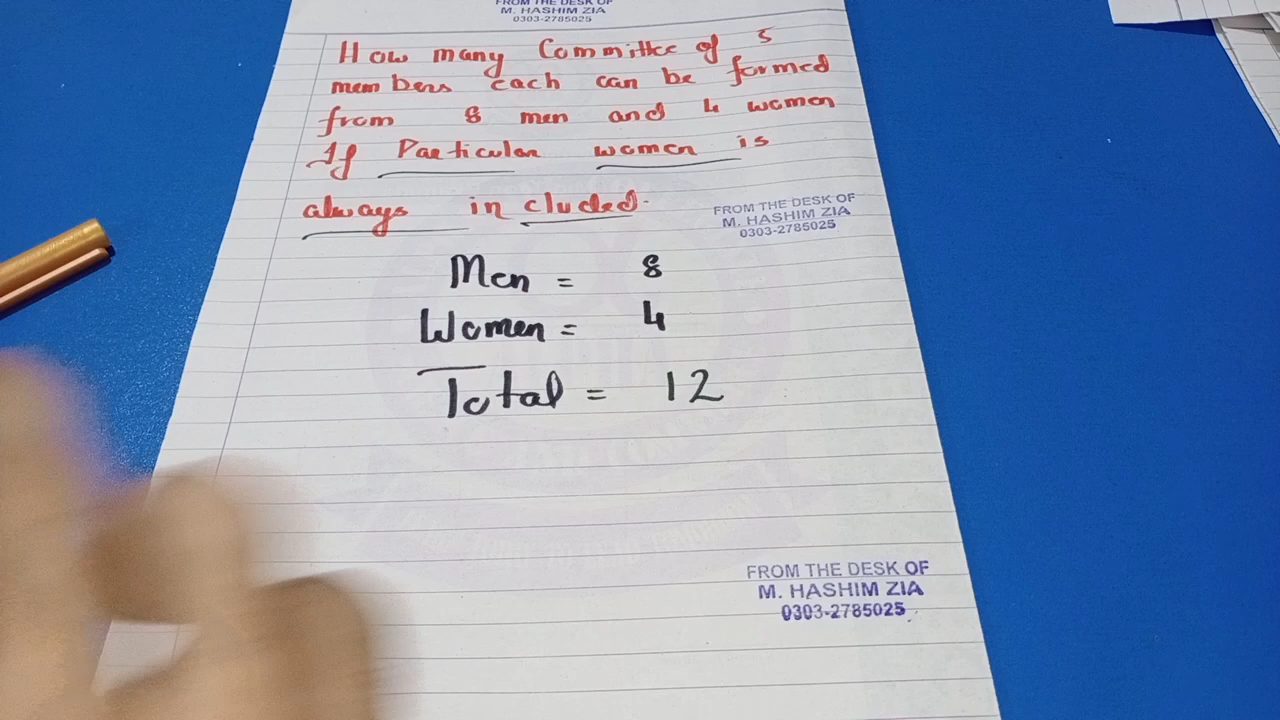 FROM THE DESK OF
M. HASHIM ZIA
0303-2785025
How many Committee of 5
members each can be formed
from 8 men and 4 women
If Particular women is
always included.
FROM THE DESK OF
M. HASHIM ZIA
0303-2785025
Men = 8
Women = 4
Total = 12
FROM THE DESK OF
M. HASHIM ZIA
0303-2785025